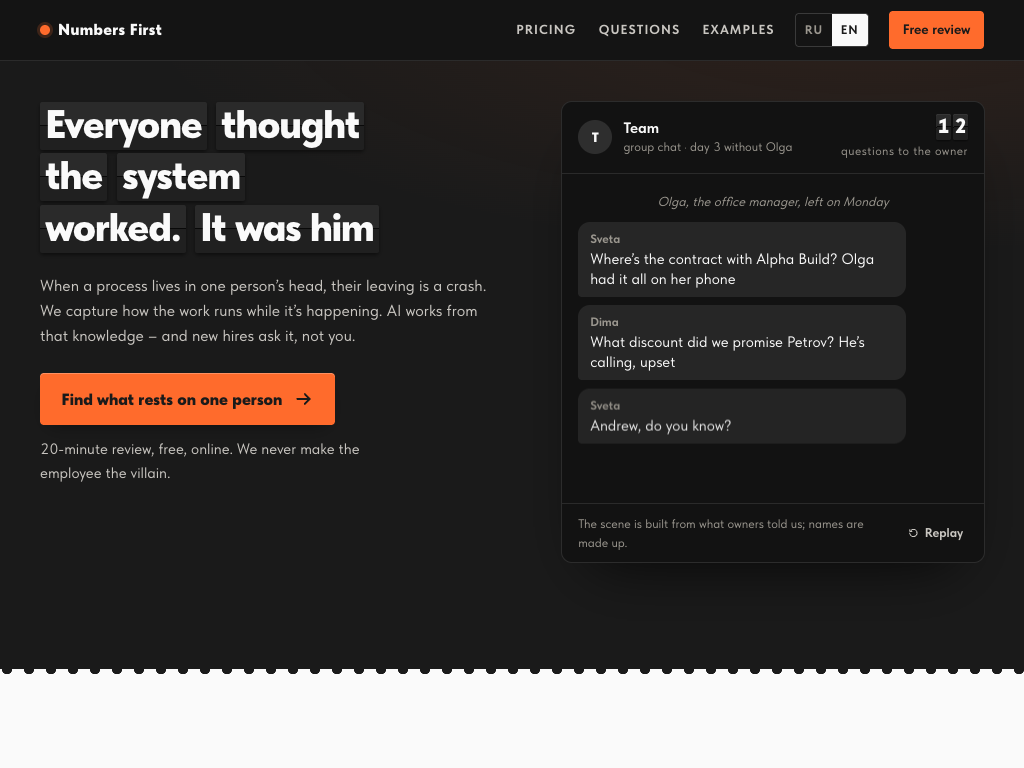 Numbers First
PRICING
QUESTIONS
EXAMPLES
RU
EN
Free review
Everyone thought
the system
worked. It was him
When a process lives in one person’s head, their leaving is a crash.
We capture how the work runs while it’s happening. AI works from
that knowledge – and new hires ask it, not you.
Find what rests on one person →
20-minute review, free, online. We never make the
employee the villain.
T
Team
group chat · day 3 without Olga
12
questions to the owner
Olga, the office manager, left on Monday
Sveta
Where’s the contract with Alpha Build? Olga
had it all on her phone
Dima
What discount did we promise Petrov? He’s
calling, upset
Sveta
Andrew, do you know?
The scene is built from what owners told us; names are
made up.
Replay